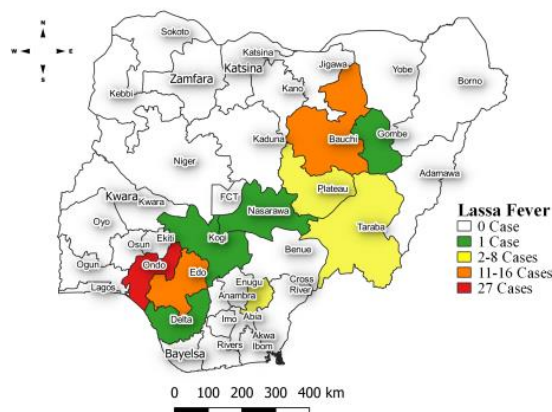 N
W E
S
Sokoto
Katsina
Jigawa
Yobe
Borno
Zamfara
Katsina
Kano
Kebbi
Kaduna
Bauchi
Gombe
Niger
Adamawa
Plateau
Kwara
Kwara
FCT
Nasarawa
Taraba
Oyo
Ekiti
Kogi
Osun
Benue
Ogun
Ondo
Edo
Lagos
Enugu
Cross
River
Anambra
Delta
Imo
Abia
Akwa
Ibom
Rivers
Bayelsa
Lassa Fever
0 Case
1 Case
2-8 Cases
11-16 Cases
27 Cases
0 100 200 300 400 km